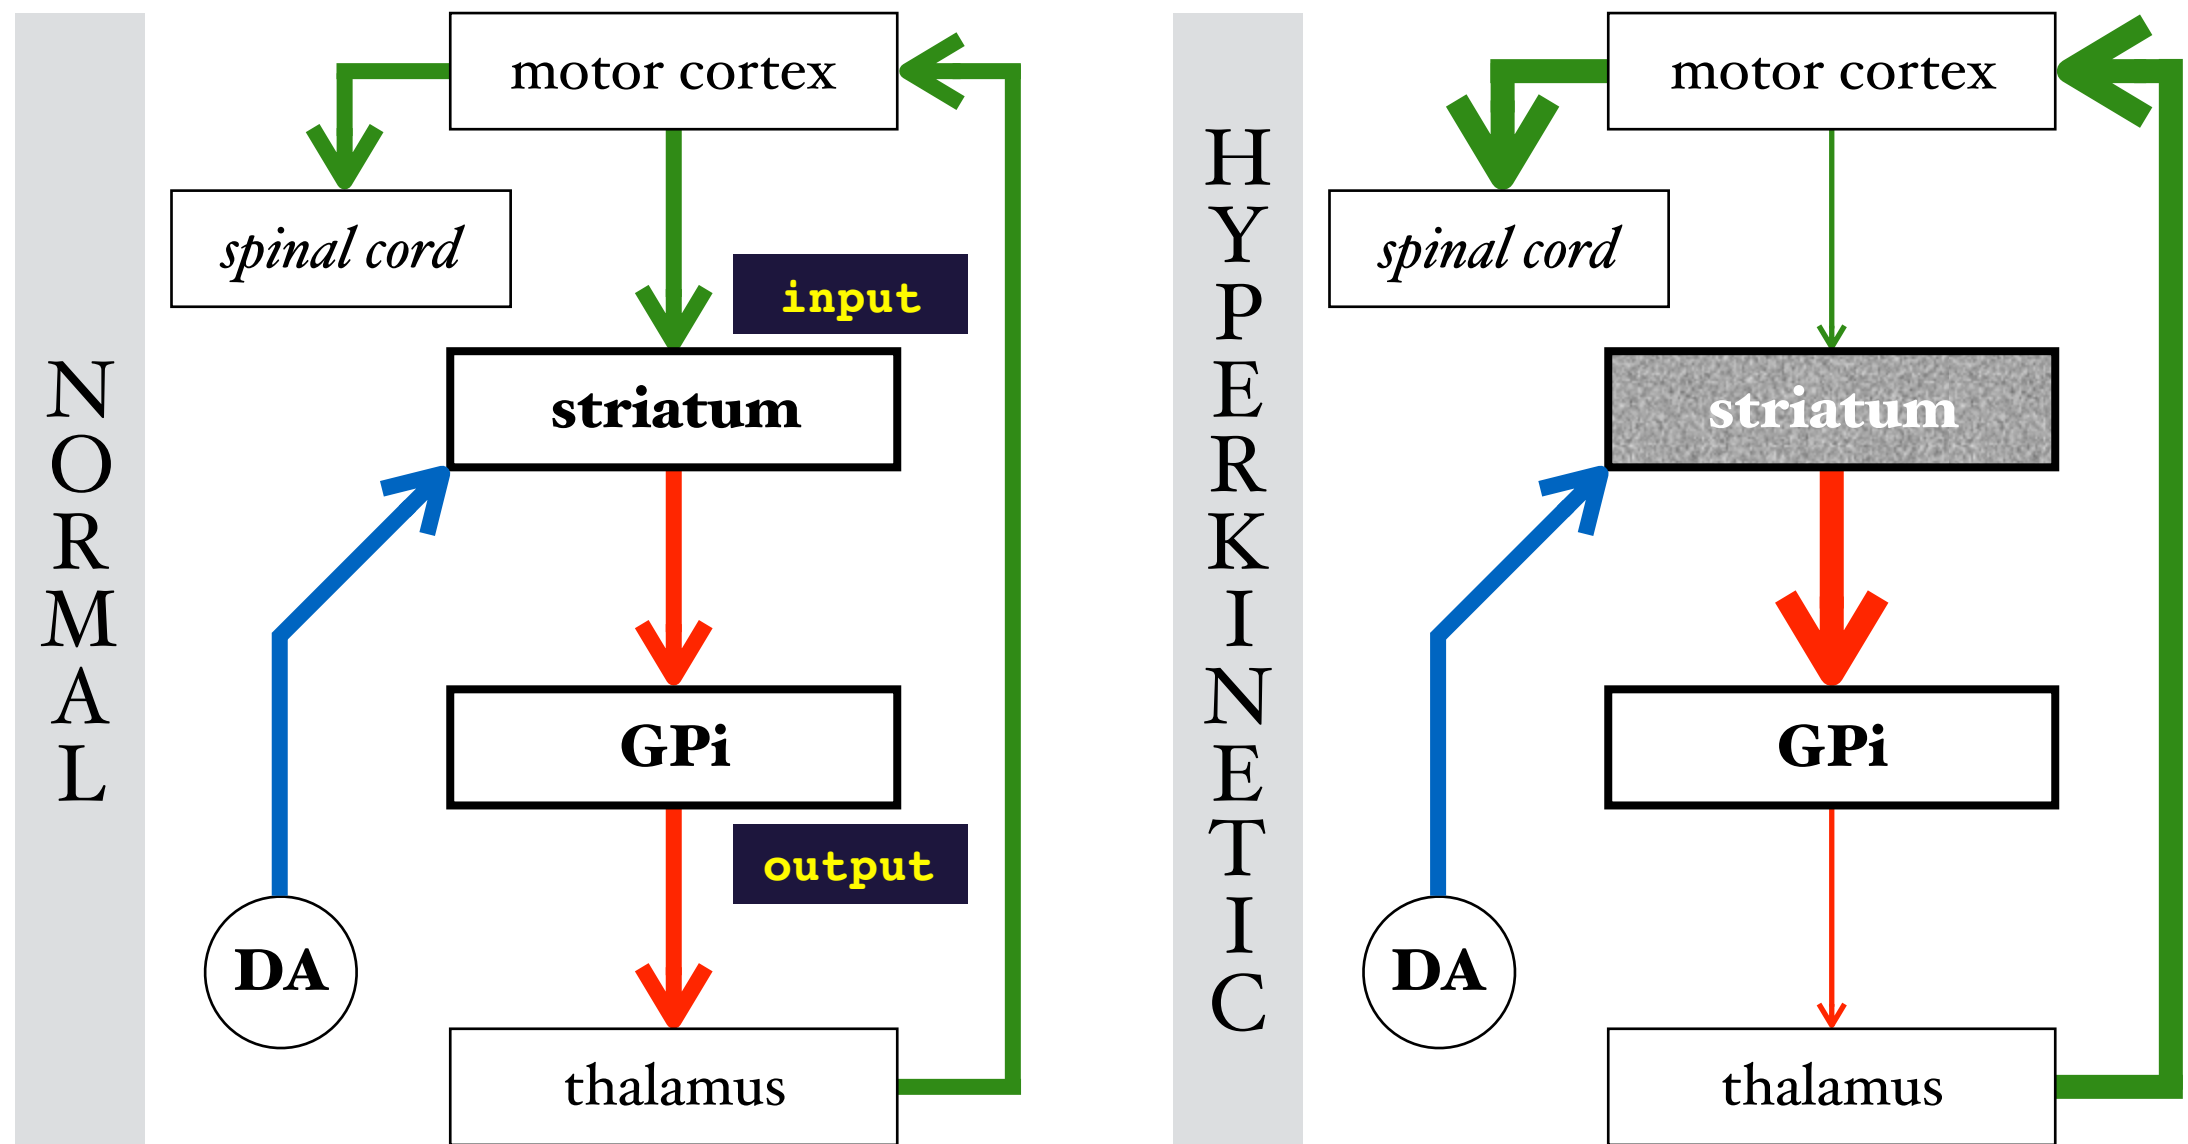 NORMAL
motor cortex
spinal cord
input
striatum
GPi
output
DA
thalamus
HYPERKINETIC
motor cortex
spinal cord
striatum
GPi
DA
thalamus